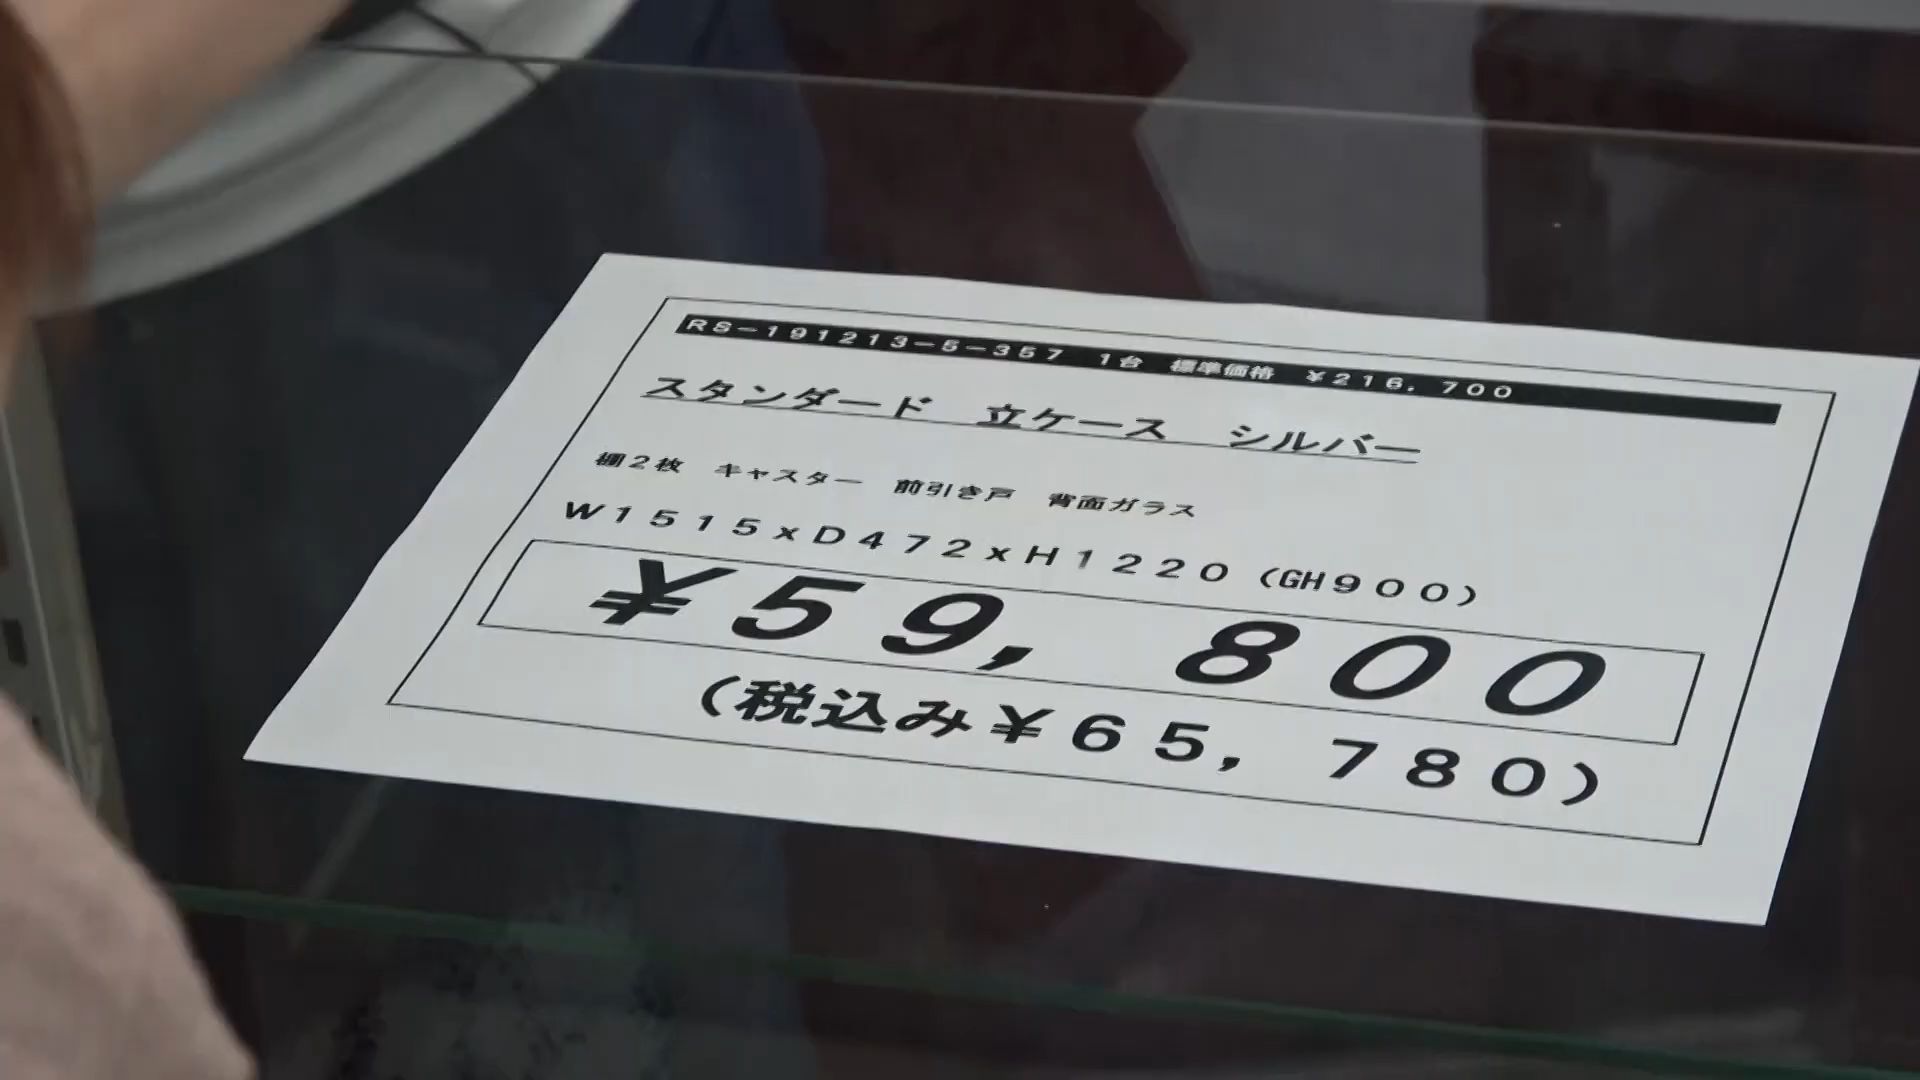 RS-191213-5-357 1台 標準価格 ¥216,700
スタンダード 立ケース シルバー
棚2枚 キャスター 前引き戸 背面ガラス
W1515xD472xH1220(GH900)
¥59,800
(税込み¥65,780)